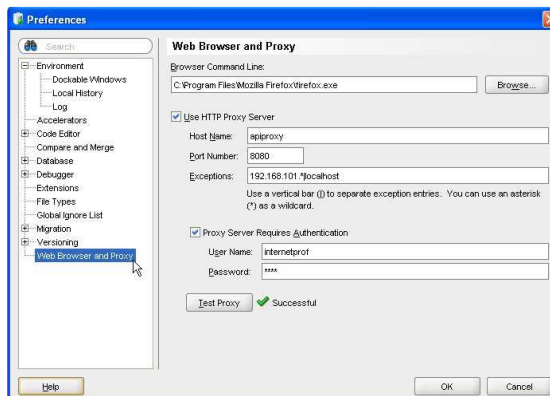 Preferences
Search
Environment
Dockable Windows
Local History
Log
Accelerators
Code Editor
Compare and Merge
Database
Debugger
Extensions
File Types
Global Ignore List
Migration
Versioning
Web Browser and Proxy
Web Browser and Proxy
Browser Command Line:
C:\Program Files\Mozilla Firefox\firefox.exe
Browse...
Use HTTP Proxy Server
Host Name: apiproxy
Port Number: 8080
Exceptions: 192.168.101.*|localhost
Use a vertical bar (|) to separate exception entries. You can use an asterisk
(*) as a wildcard.
Proxy Server Requires Authentication
User Name: internetprof
Password: ****
Test Proxy Successful
Help OK Cancel